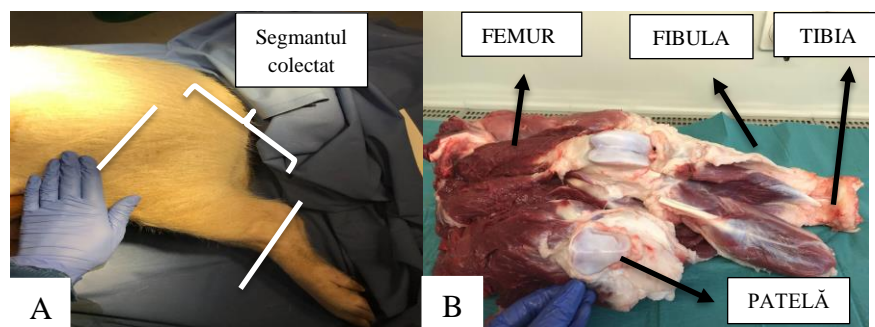 Segmantul
colectat
A
FEMUR
FIBULA
TIBIA
B
PATELĂ